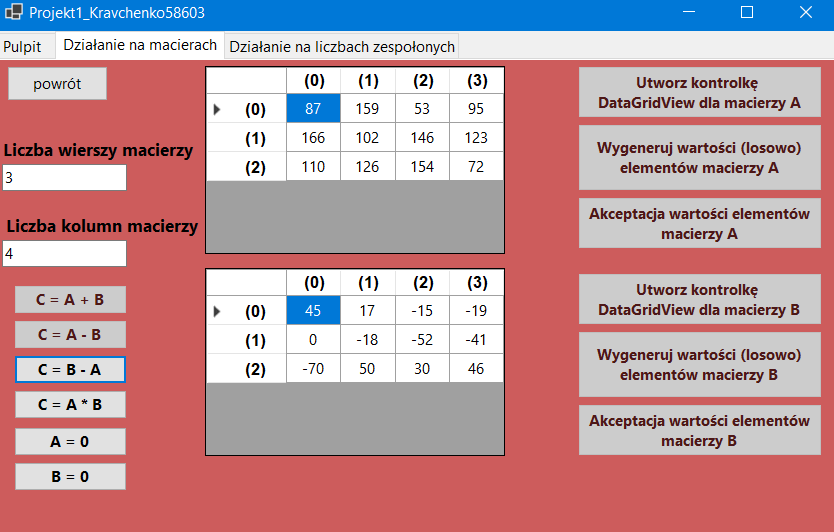 Projekt1_Kravchenko58603
Pulpit Działanie na macierach Działanie na liczbach zespołonych
powrót
Liczba wierszy macierzy
3
Liczba kolumn macierzy
4
C = A + B
C = A - B
C = B - A
C = A * B
A = 0
B = 0
(0) (1) (2) (3)
(0) 87 159 53 95
(1) 166 102 146 123
(2) 110 126 154 72
(0) (1) (2) (3)
(0) 45 17 -15 -19
(1) 0 -18 -52 -41
(2) -70 50 30 46
Utworz kontrolkę
DataGridView dla macierzy A
Wygeneruj wartości (losowo)
elementów macierzy A
Akceptacja wartości elementów
macierzy A
Utworz kontrolkę
DataGridView dla macierzy B
Wygeneruj wartości (losowo)
elementów macierzy B
Akceptacja wartości elementów
macierzy B